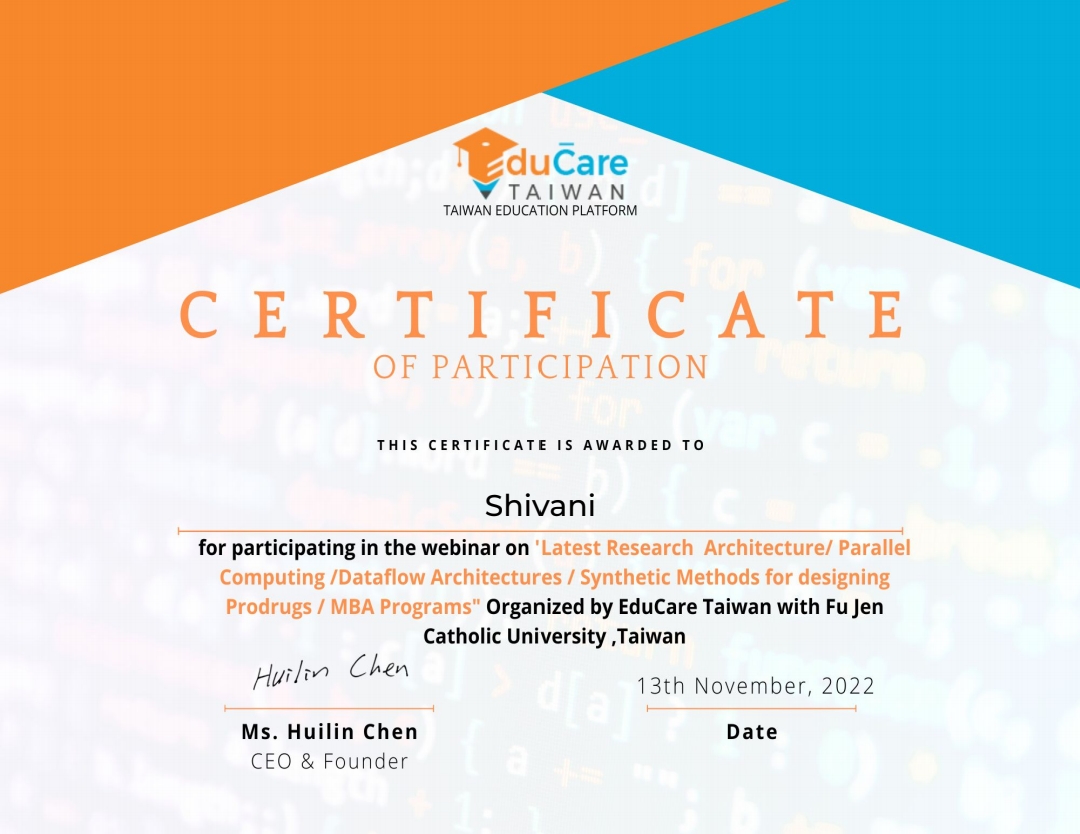 EduCare
TAIWAN
TAIWAN EDUCATION PLATFORM
CERTIFICATE
OF PARTICIPATION
THIS CERTIFICATE IS AWARDED TO
Shivani
for participating in the webinar on 'Latest Research Architecture/ Parallel
Computing /Dataflow Architectures / Synthetic Methods for designing
Prodrugs / MBA Programs" Organized by EduCare Taiwan with Fu Jen
Catholic University ,Taiwan
Huilin Chen
13th November, 2022
Ms. Huilin Chen
Date
CEO & Founder